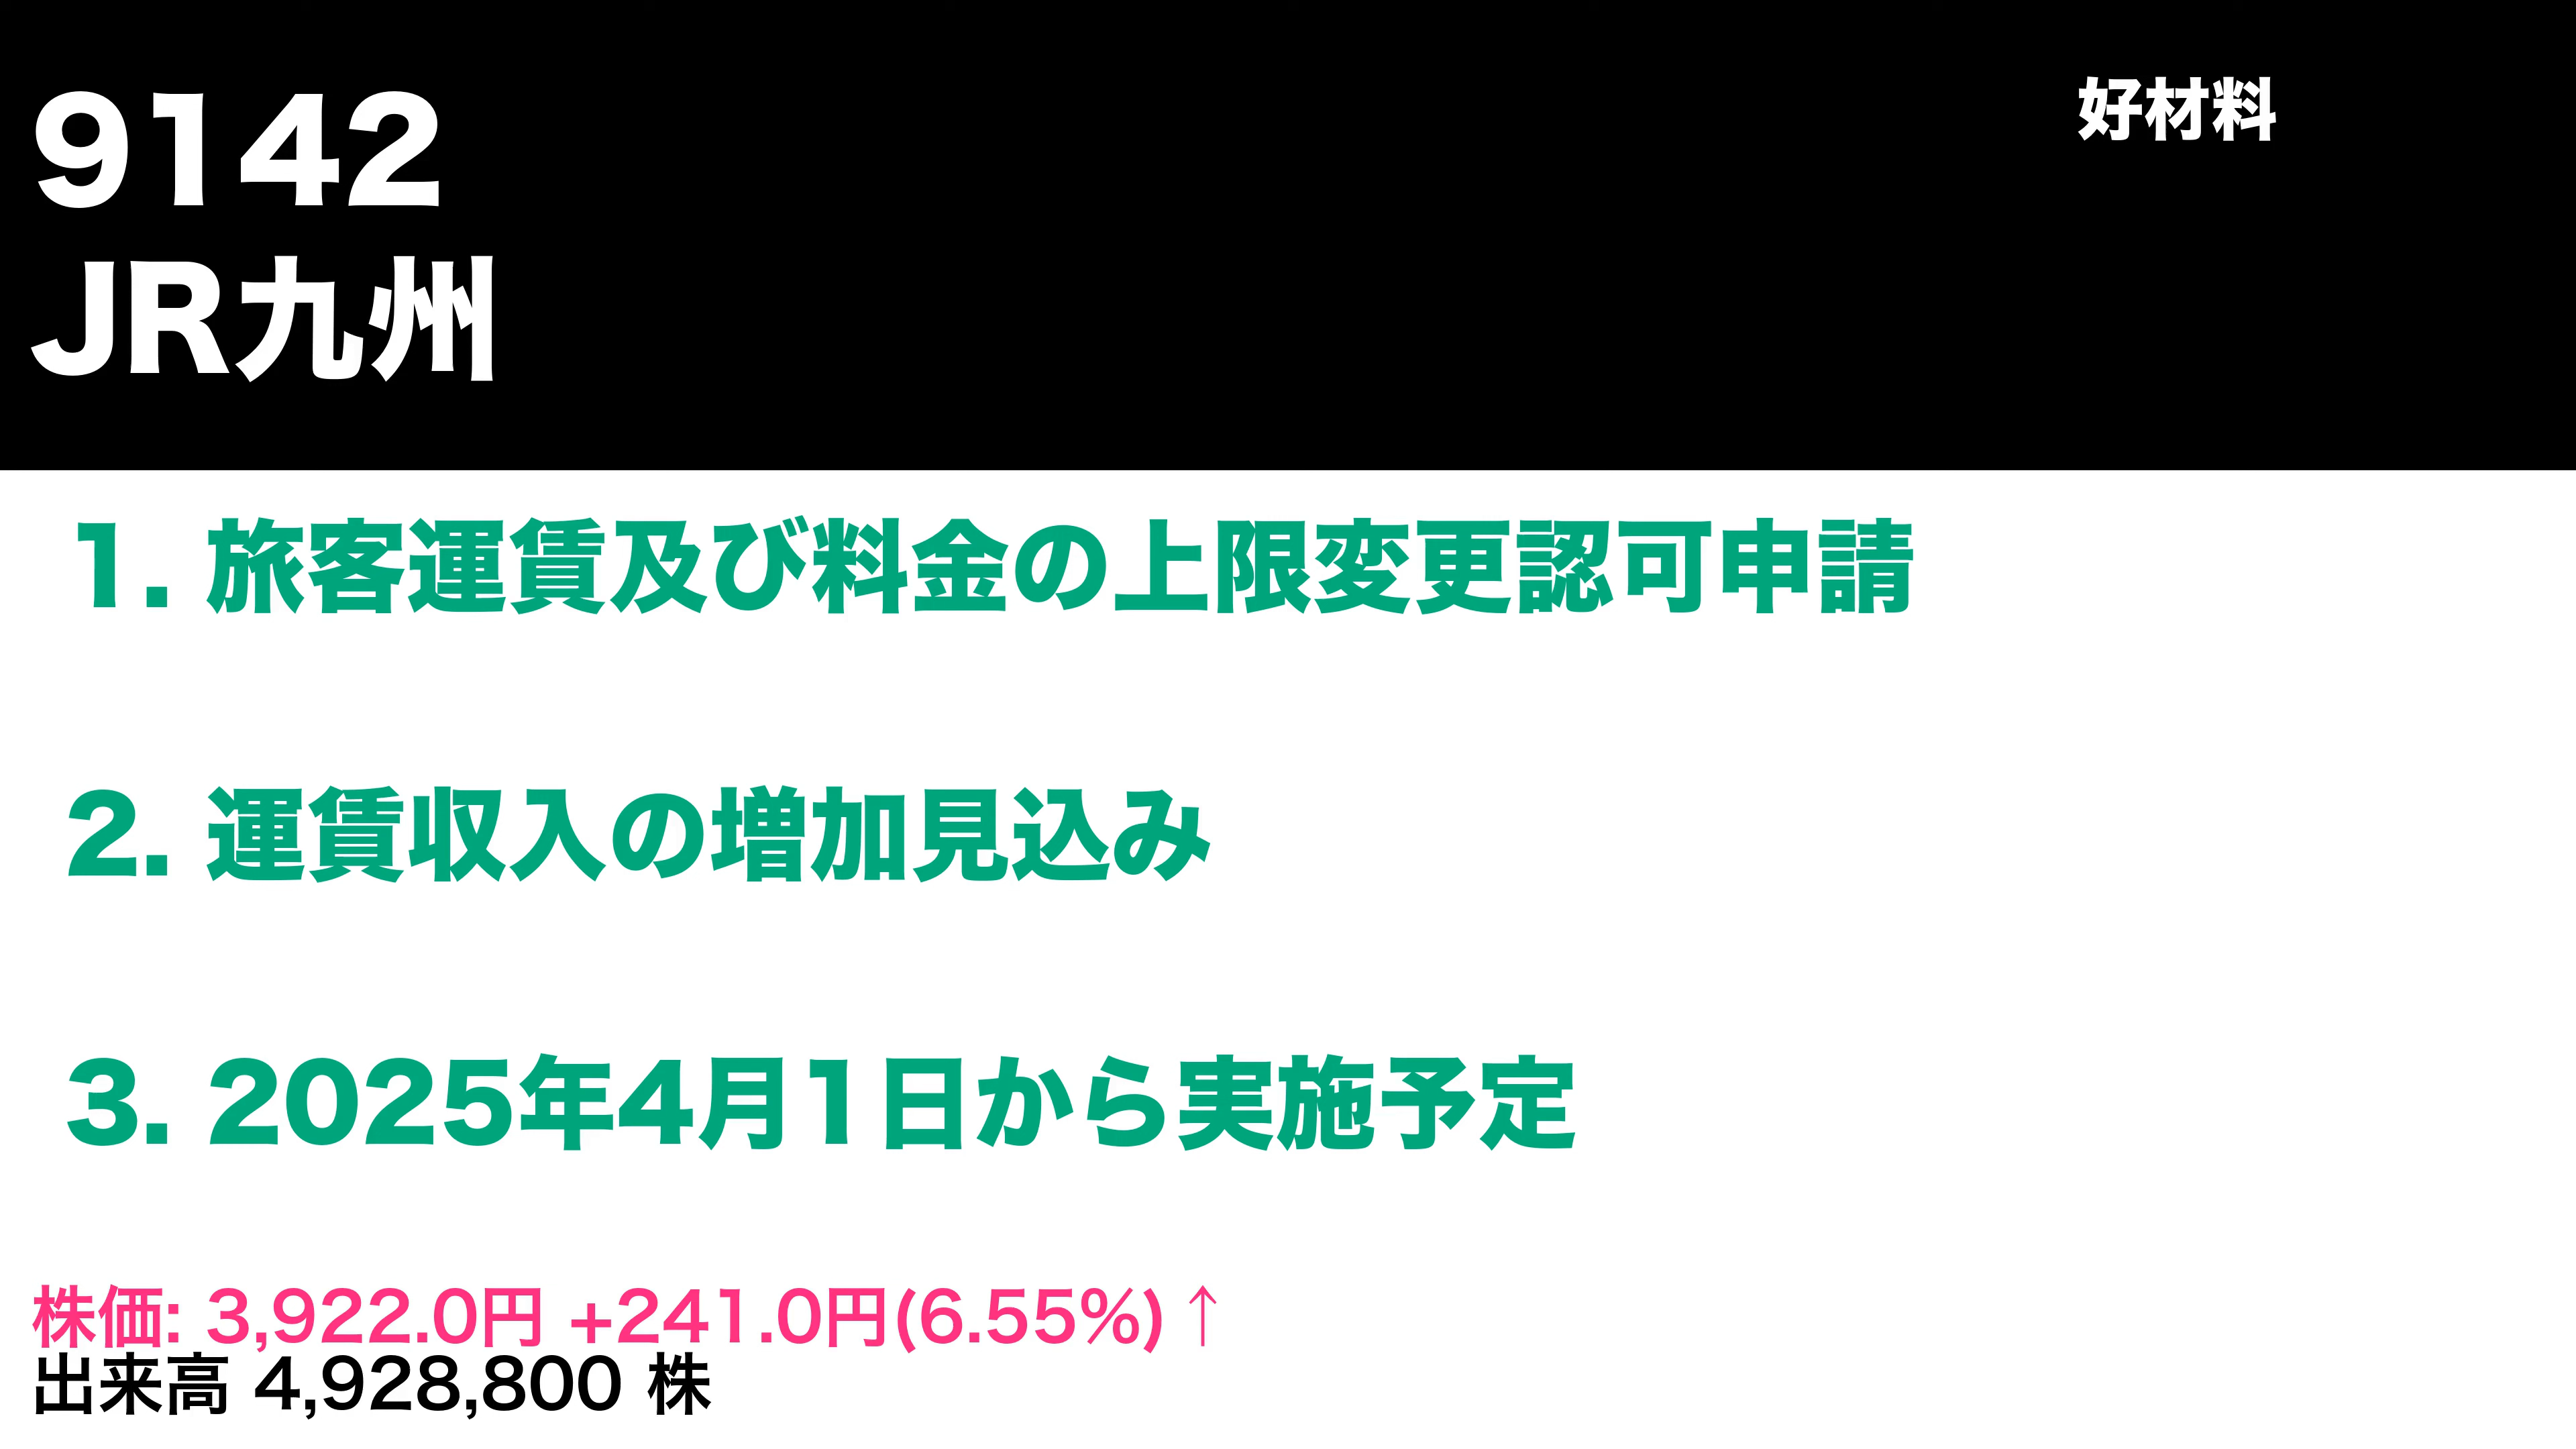 9142
JR九州
好材料
1. 旅客運賃及び料金の上限変更認可申請
2. 運賃収入の増加見込み
3. 2025年4月1日から実施予定
株価: 3,922.0円 +241.0円(6.55%)↑
出来高 4,928,800 株